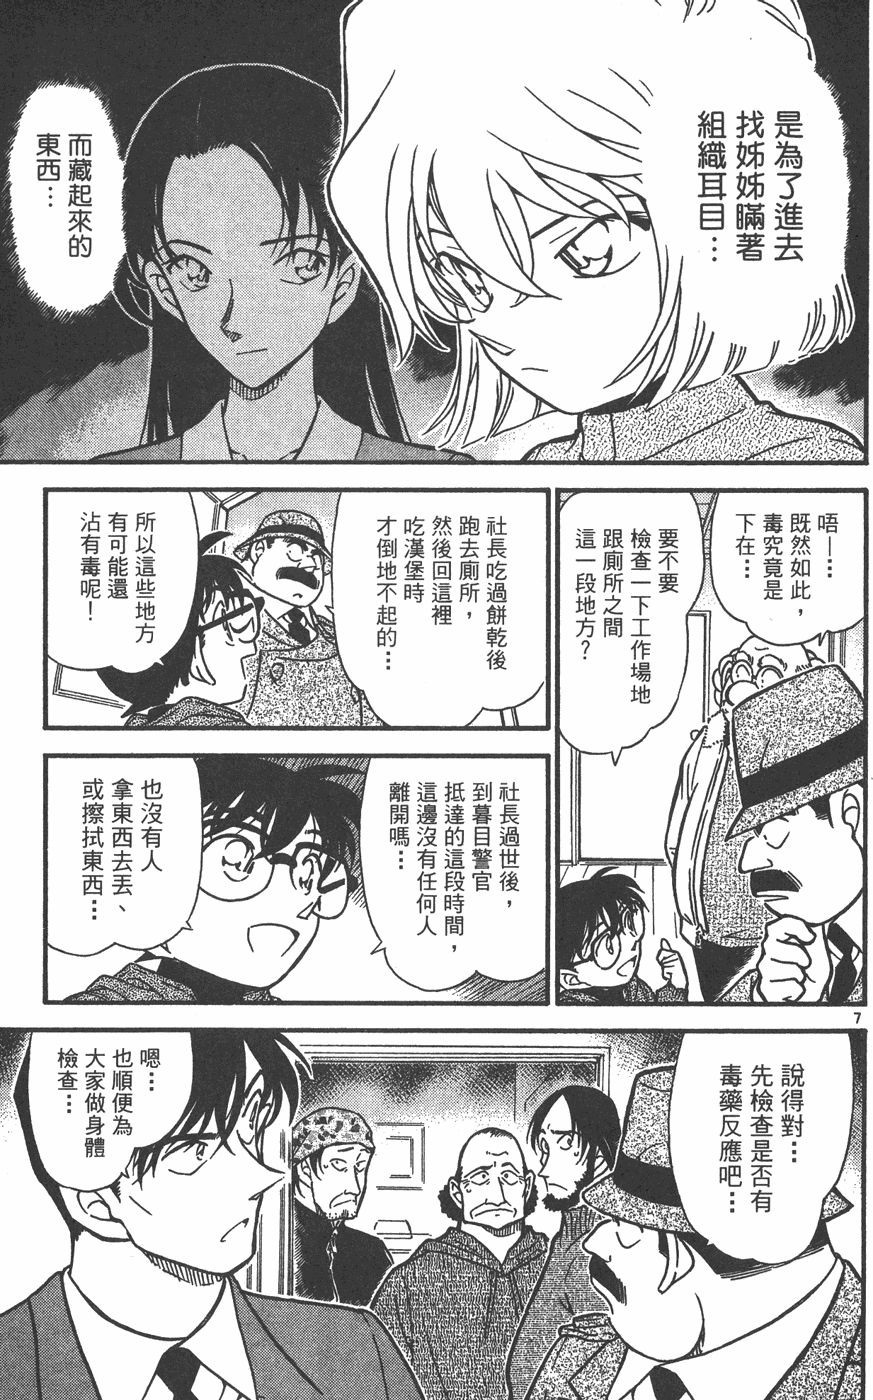 是為了進去
找姊姊瞞著
組織耳目…
而藏起來的
東西…
唔—…
既然如此，
毒究竟是
下在…
要不要
檢查一下工作場地
跟廁所之間
這一段地方？
社長吃過餅乾後
跑去廁所，
然後回這裡
吃漢堡時
才倒地不起的…
所以這些地方
有可能還
沾有毒呢！
社長過世後，
到暮目警官
抵達的這段時間，
這邊沒有任何人
離開嗎…
也沒有人
拿東西去丟、
或擦拭東西…
7
說得對…
先檢查是否有
毒藥反應吧…
嗯…
也順便為
大家做身體
檢查…